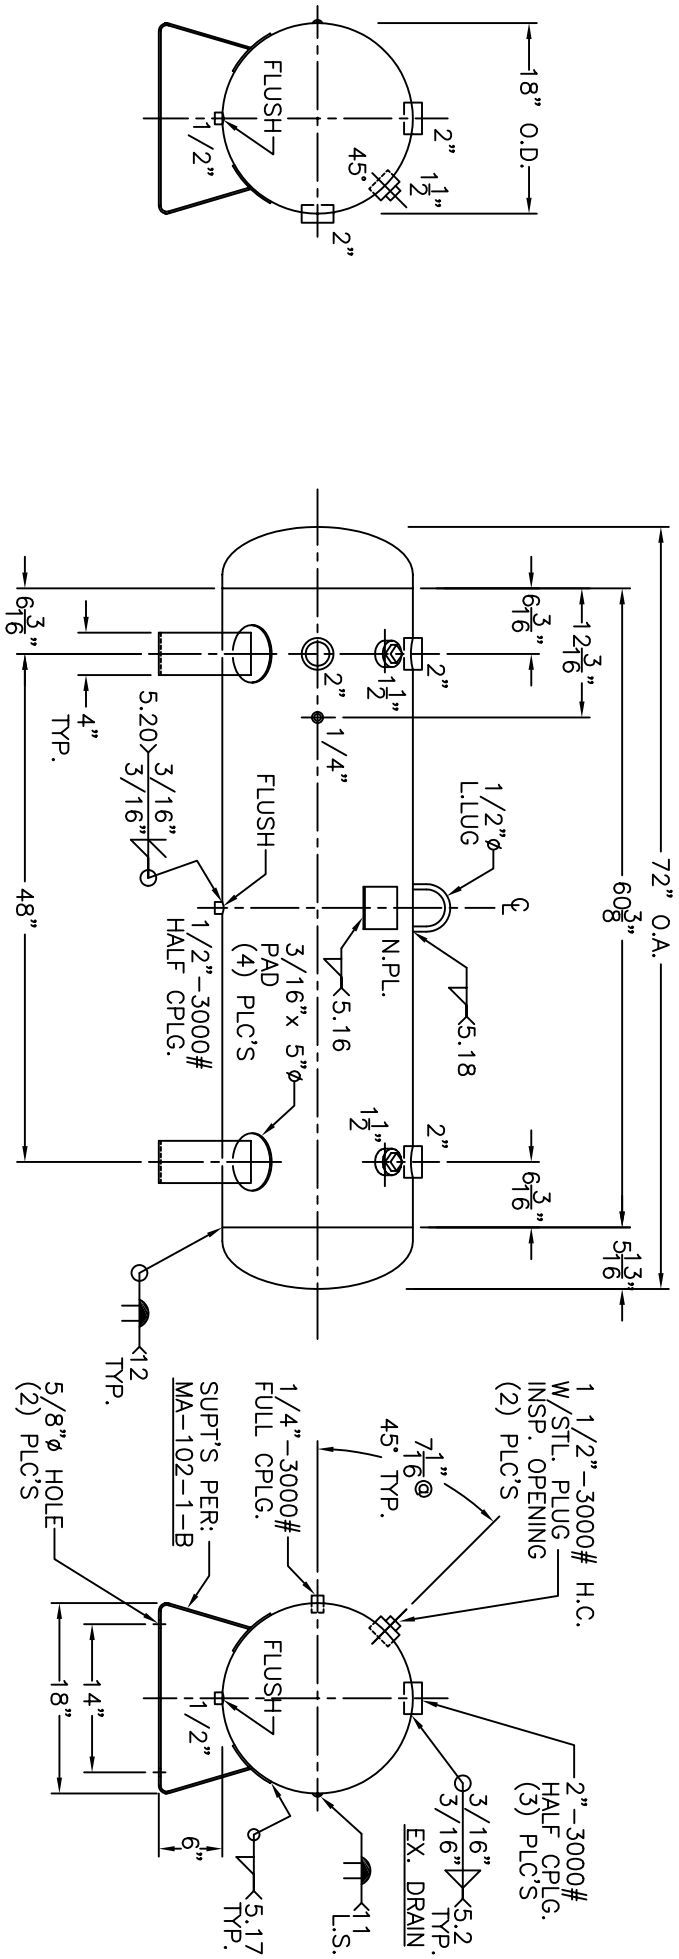 18" O.D.
2"
1 1/2"
45°
FLUSH
1/2"
2"
72" O.A.
60 3/8"
12 3/16"
6 3/16"
6 3/16"
5 13/16"
2"
1 1/2"
2"
1/4"
1/2"ø
L.LUG
C
L
5.18
N.PL.
5.16
2"
1 1/2"
FLUSH
3/16" x 5"ø
PAD
(4) PLC'S
1/2"-3000#
HALF CPLG.
5.20
3/16"
3/16"
4"
TYP.
6 3/16"
48"
12
TYP.
1 1/2"-3000# H.C.
W/STL. PLUG
INSP. OPENING
(2) PLC'S
2"-3000#
HALF CPLG.
(3) PLC'S
7 1/16" @
45° TYP.
3/16"
3/16"
5.2
TYP.
EX. DRAIN
1/4"-3000#
FULL CPLG.
11
L.S.
FLUSH
1/2"
SUPT'S PER:
MA-102-1-B
5.17
TYP.
5/8"ø HOLE
(2) PLC'S
14"
18"
6"